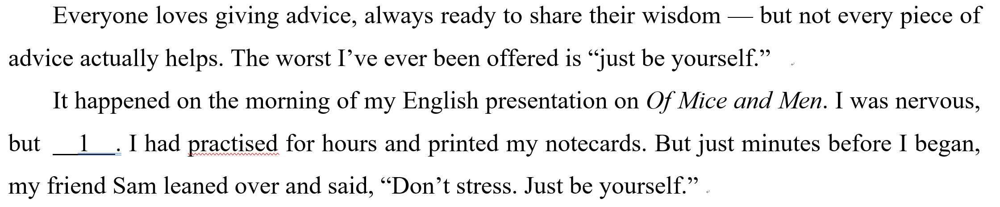 Everyone loves giving advice, always ready to share their wisdom — but not every piece of
advice actually helps. The worst I’ve ever been offered is “just be yourself.”
It happened on the morning of my English presentation on Of Mice and Men. I was nervous,
but __1__. I had practised for hours and printed my notecards. But just minutes before I began,
my friend Sam leaned over and said, “Don’t stress. Just be yourself.”